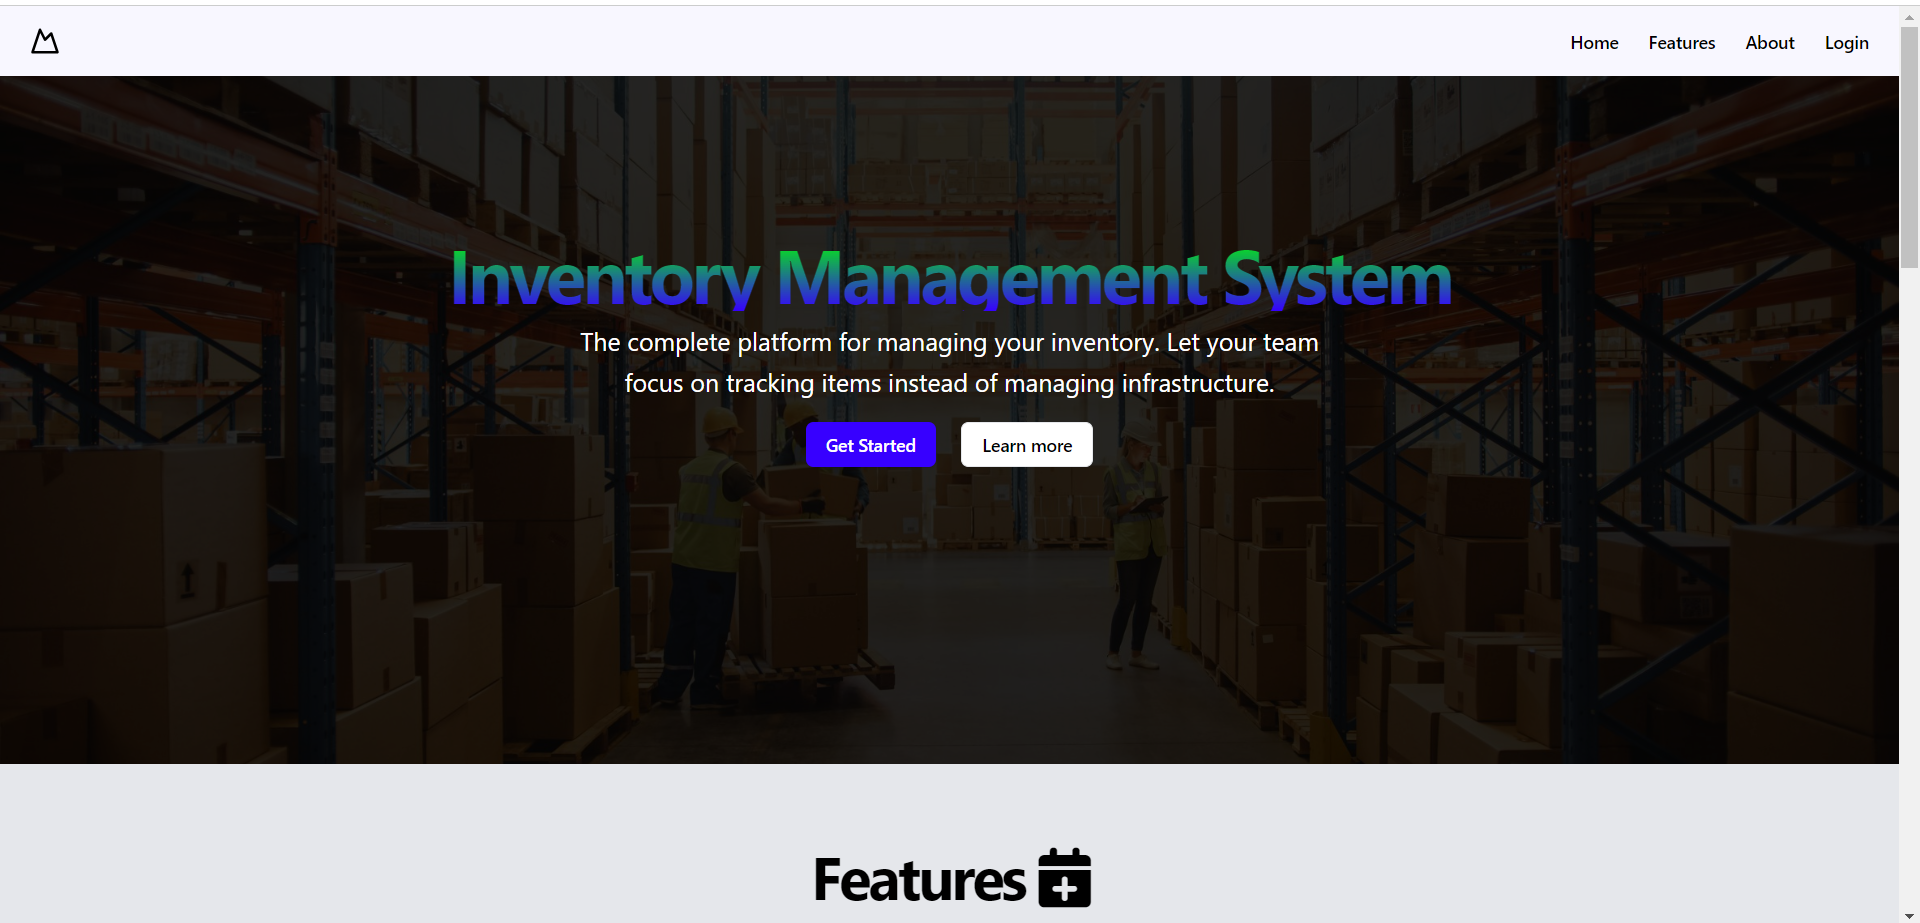 Home Features About Login
Inventory Management System
The complete platform for managing your inventory. Let your team
focus on tracking items instead of managing infrastructure.
Get Started Learn more
Features